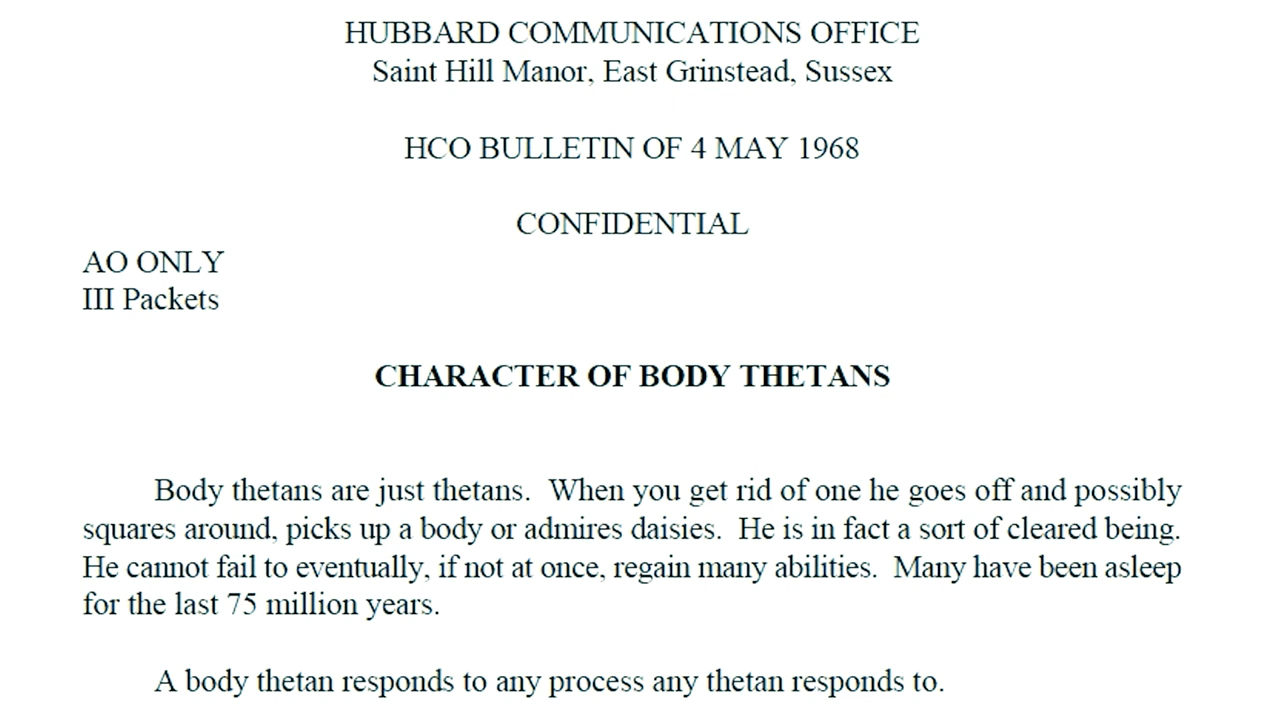 HUBBARD COMMUNICATIONS OFFICE
Saint Hill Manor, East Grinstead, Sussex
HCO BULLETIN OF 4 MAY 1968
CONFIDENTIAL
AO ONLY
III Packets
CHARACTER OF BODY THETANS
Body thetans are just thetans.  When you get rid of one he goes off and possibly
squares around, picks up a body or admires daisies.  He is in fact a sort of cleared being.
He cannot fail to eventually, if not at once, regain many abilities.  Many have been asleep
for the last 75 million years.
A body thetan responds to any process any thetan responds to.